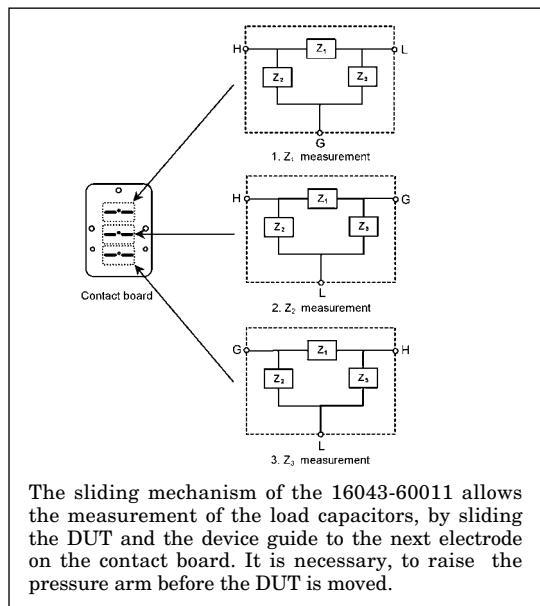 H Z1 L
Z2 Z3
G
1. Z1 measurement
H Z1 G
Z2 Z3
L
2. Z2 measurement
Contact board
G Z1 H
Z2 Z3
L
3. Z3 measurement
The sliding mechanism of the 16043-60011 allows
the measurement of the load capacitors, by sliding
the DUT and the device guide to the next electrode
on the contact board. It is necessary, to raise the
pressure arm before the DUT is moved.